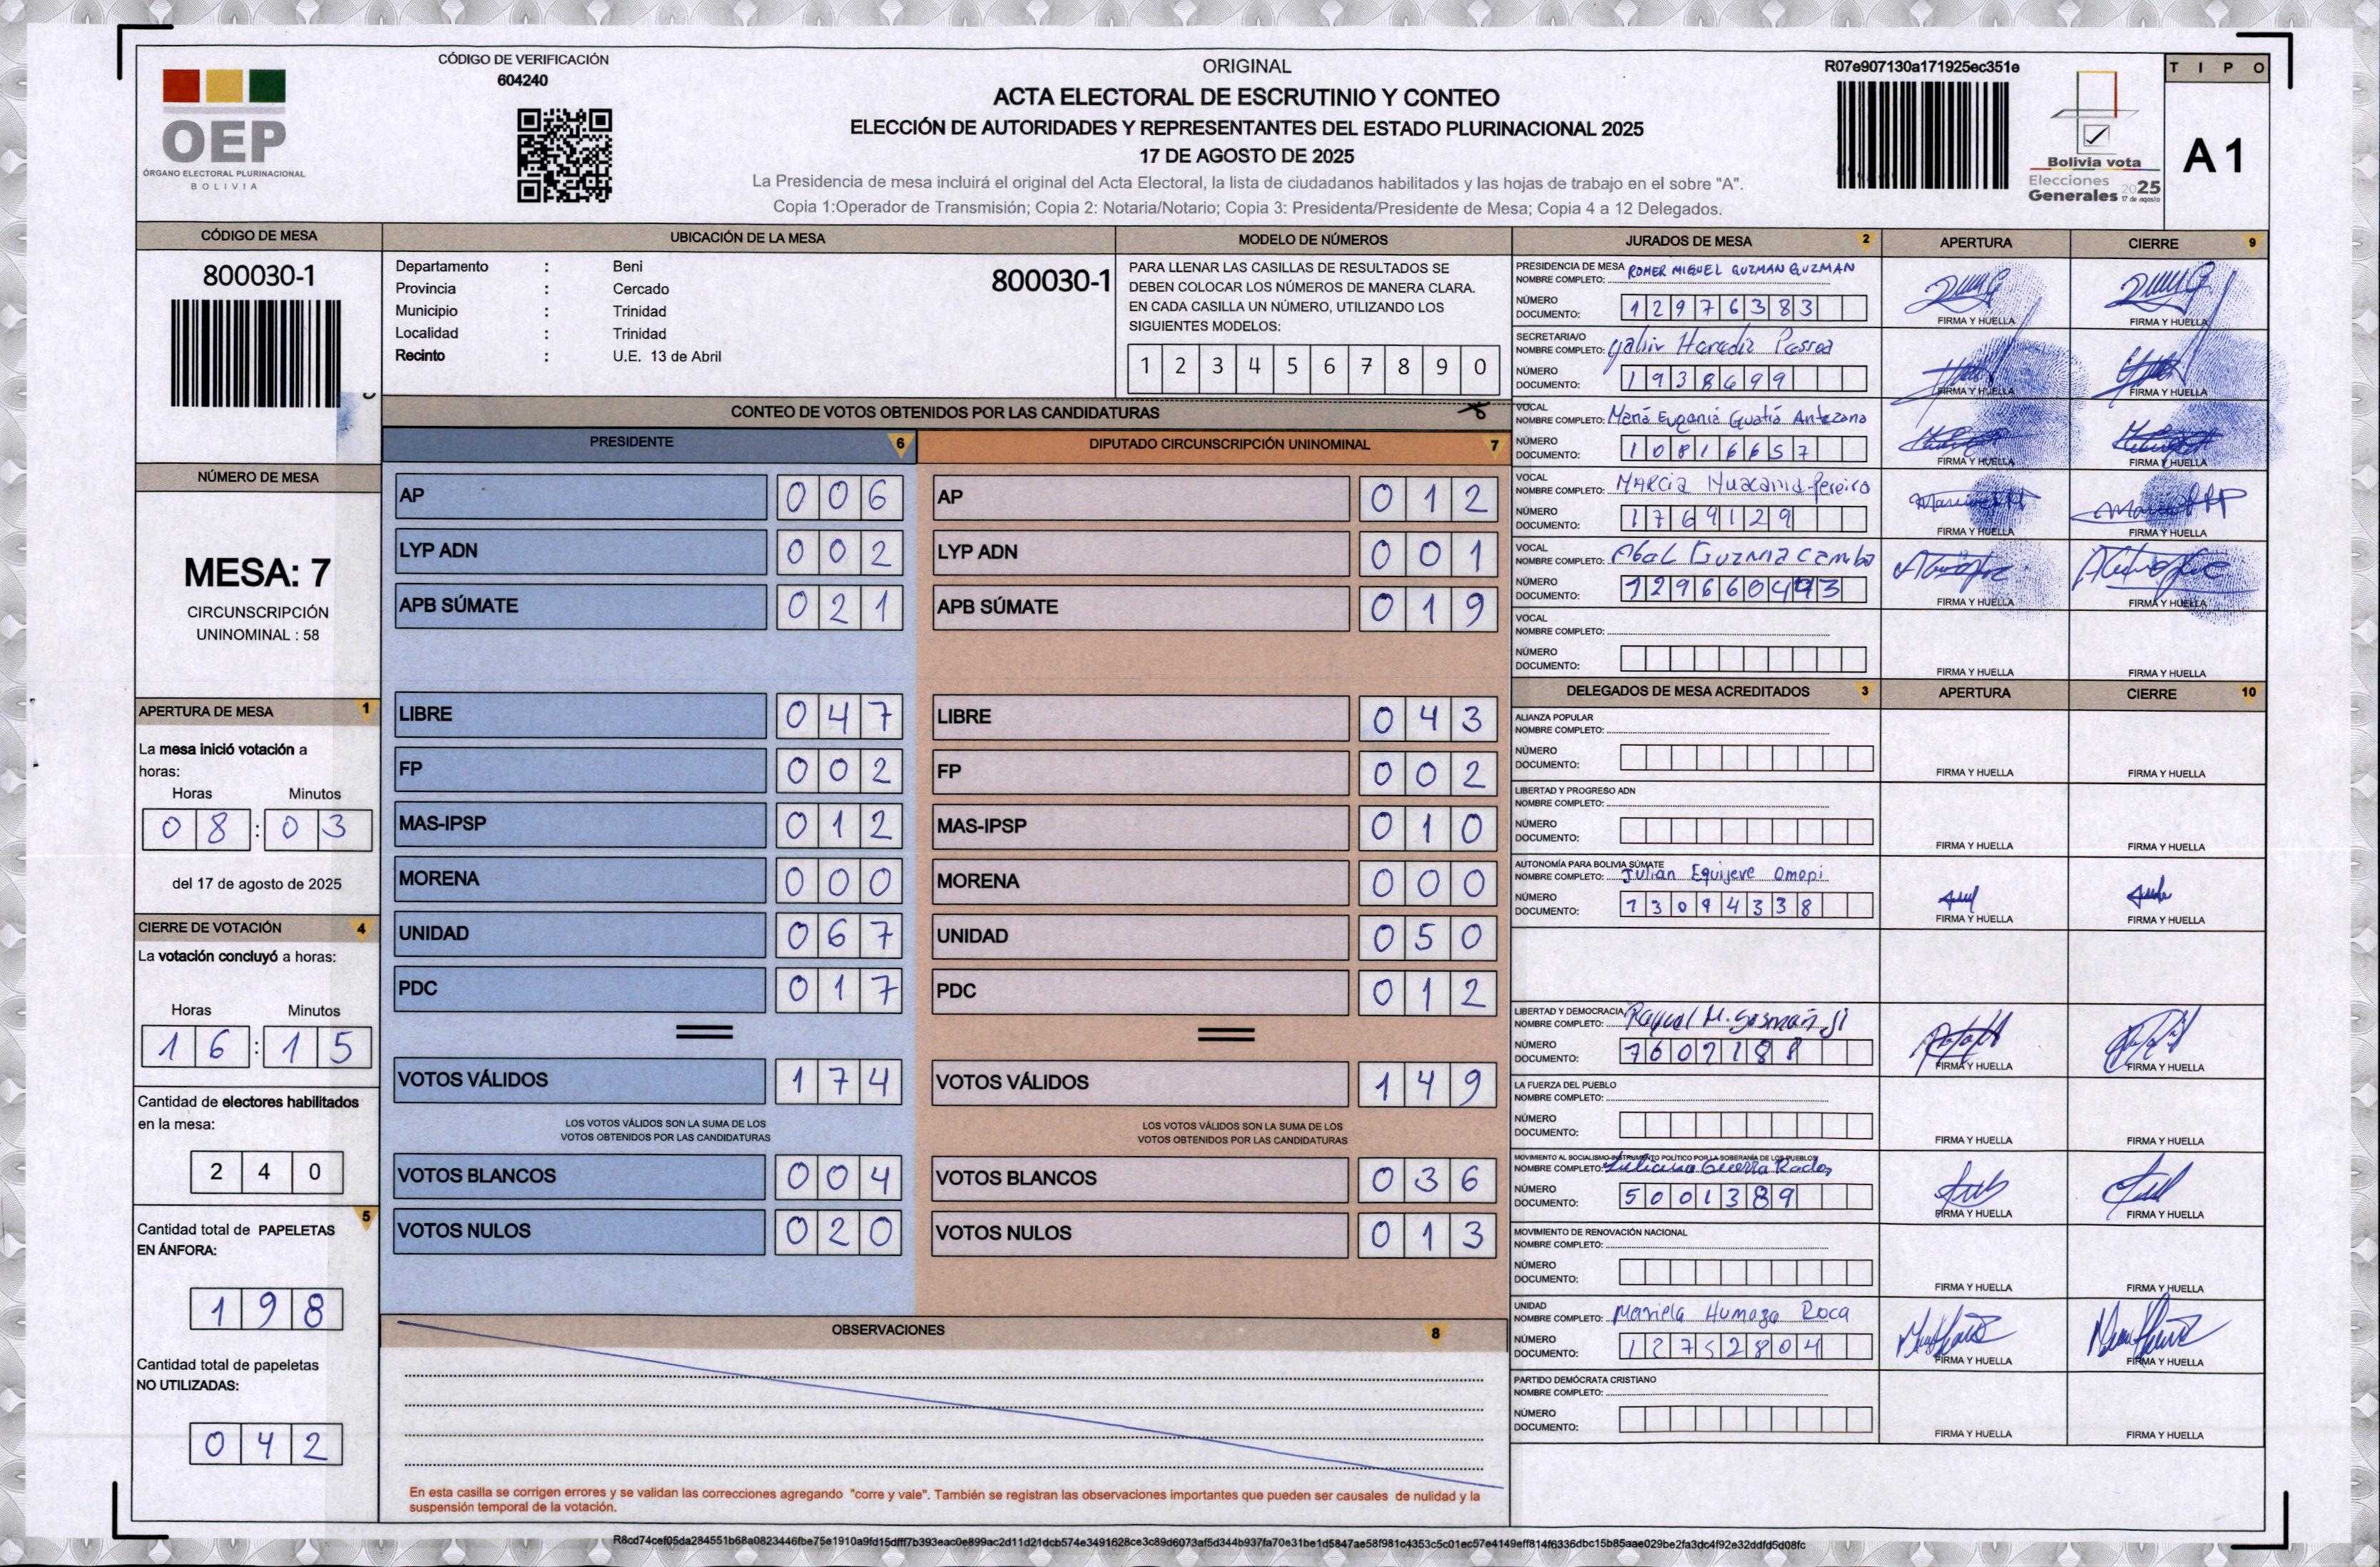 CÓDIGO DE VERIFICACIÓN
604240
OEP
ÓRGANO ELECTORAL PLURINACIONAL
BOLIVIA
ORIGINAL
ACTA ELECTORAL DE ESCRUTINIO Y CONTEO
ELECCIÓN DE AUTORIDADES Y REPRESENTANTES DEL ESTADO PLURINACIONAL 2025
17 DE AGOSTO DE 2025
La Presidencia de mesa incluirá el original del Acta Electoral, la lista de ciudadanos habilitados y las hojas de trabajo en el sobre "A".
Copia 1:Operador de Transmisión; Copia 2: Notaria/Notario; Copia 3: Presidenta/Presidente de Mesa; Copia 4 a 12 Delegados.
R07e907130a171925ec351e
Bolivia vota
Elecciones
Generales 2025
17 de agosto
TIPO
A 1
CÓDIGO DE MESA
800030-1
NÚMERO DE MESA
MESA: 7
CIRCUNSCRIPCIÓN
UNINOMINAL : 58
APERTURA DE MESA 1
La mesa inició votación a
horas:
Horas Minutos
08 : 03
del 17 de agosto de 2025
CIERRE DE VOTACIÓN 4
La votación concluyó a horas:
Horas Minutos
16 : 15
Cantidad de electores habilitados
en la mesa:
240
5
Cantidad total de PAPELETAS
EN ÁNFORA:
198
Cantidad total de papeletas
NO UTILIZADAS:
042
UBICACIÓN DE LA MESA
Departamento : Beni
800030-1
Provincia : Cercado
Municipio : Trinidad
Localidad : Trinidad
Recinto : U.E. 13 de Abril
MODELO DE NÚMEROS
PARA LLENAR LAS CASILLAS DE RESULTADOS SE
DEBEN COLOCAR LOS NÚMEROS DE MANERA CLARA.
EN CADA CASILLA UN NÚMERO, UTILIZANDO LOS
SIGUIENTES MODELOS:
1 2 3 4 5 6 7 8 9 0
CONTEO DE VOTOS OBTENIDOS POR LAS CANDIDATURAS
PRESIDENTE 6
AP 006
LYP ADN 002
APB SÚMATE 021
LIBRE 047
FP 002
MAS-IPSP 012
MORENA 000
UNIDAD 067
PDC 017
VOTOS VÁLIDOS 174
LOS VOTOS VÁLIDOS SON LA SUMA DE LOS
VOTOS OBTENIDOS POR LAS CANDIDATURAS
VOTOS BLANCOS 004
VOTOS NULOS 020
DIPUTADO CIRCUNSCRIPCIÓN UNINOMINAL 7
AP 012
LYP ADN 001
APB SÚMATE 019
LIBRE 043
FP 002
MAS-IPSP 010
MORENA 000
UNIDAD 050
PDC 012
VOTOS VÁLIDOS 149
LOS VOTOS VÁLIDOS SON LA SUMA DE LOS
VOTOS OBTENIDOS POR LAS CANDIDATURAS
VOTOS BLANCOS 036
VOTOS NULOS 013
OBSERVACIONES 8
En esta casilla se corrigen errores y se validan las correcciones agregando "corre y vale". También se registran las observaciones importantes que pueden ser causales de nulidad y la
suspensión temporal de la votación.
JURADOS DE MESA 2 APERTURA CIERRE 9
PRESIDENCIA DE MESA
NOMBRE COMPLETO: ROMER MIGUEL GUZMAN GUZMAN
NÚMERO
DOCUMENTO: 12976383
FIRMA Y HUELLA FIRMA Y HUELLA
SECRETARIA/O
NOMBRE COMPLETO:
NÚMERO
DOCUMENTO: 1938699
FIRMA Y HUELLA FIRMA Y HUELLA
VOCAL
NOMBRE COMPLETO: María Eugenia Guatia Antezana
NÚMERO
DOCUMENTO: 10816657
FIRMA Y HUELLA FIRMA Y HUELLA
VOCAL
NOMBRE COMPLETO: MARCIA Pereira
NÚMERO
DOCUMENTO: 1769129
FIRMA Y HUELLA FIRMA Y HUELLA
VOCAL
NOMBRE COMPLETO:
NÚMERO
DOCUMENTO:
FIRMA Y HUELLA FIRMA Y HUELLA
VOCAL
NOMBRE COMPLETO:
NÚMERO
DOCUMENTO:
FIRMA Y HUELLA FIRMA Y HUELLA
DELEGADOS DE MESA ACREDITADOS 3 APERTURA CIERRE 10
ALIANZA POPULAR
NOMBRE COMPLETO:
NÚMERO
DOCUMENTO:
FIRMA Y HUELLA FIRMA Y HUELLA
LIBERTAD Y PROGRESO ADN
NOMBRE COMPLETO:
NÚMERO
DOCUMENTO:
FIRMA Y HUELLA FIRMA Y HUELLA
AUTONOMÍA PARA BOLIVIA SÚMATE
NOMBRE COMPLETO: Julián Equijeve Omopi
NÚMERO
DOCUMENTO: 13094338
FIRMA Y HUELLA FIRMA Y HUELLA
LIBERTAD Y DEMOCRACIA
NOMBRE COMPLETO:
NÚMERO
DOCUMENTO:
FIRMA Y HUELLA FIRMA Y HUELLA
LA FUERZA DEL PUEBLO
NOMBRE COMPLETO:
NÚMERO
DOCUMENTO:
FIRMA Y HUELLA FIRMA Y HUELLA
MOVIMIENTO AL SOCIALISMO-INSTRUMENTO POLÍTICO POR LA SOBERANÍA DE LOS PUEBLOS
NOMBRE COMPLETO:
NÚMERO
DOCUMENTO: 5001389
FIRMA Y HUELLA FIRMA Y HUELLA
MOVIMIENTO DE RENOVACIÓN NACIONAL
NOMBRE COMPLETO:
NÚMERO
DOCUMENTO:
FIRMA Y HUELLA FIRMA Y HUELLA
UNIDAD
NOMBRE COMPLETO: Mariela Humaza Roca
NÚMERO
DOCUMENTO: 12752804
FIRMA Y HUELLA FIRMA Y HUELLA
PARTIDO DEMÓCRATA CRISTIANO
NOMBRE COMPLETO:
NÚMERO
DOCUMENTO:
FIRMA Y HUELLA FIRMA Y HUELLA